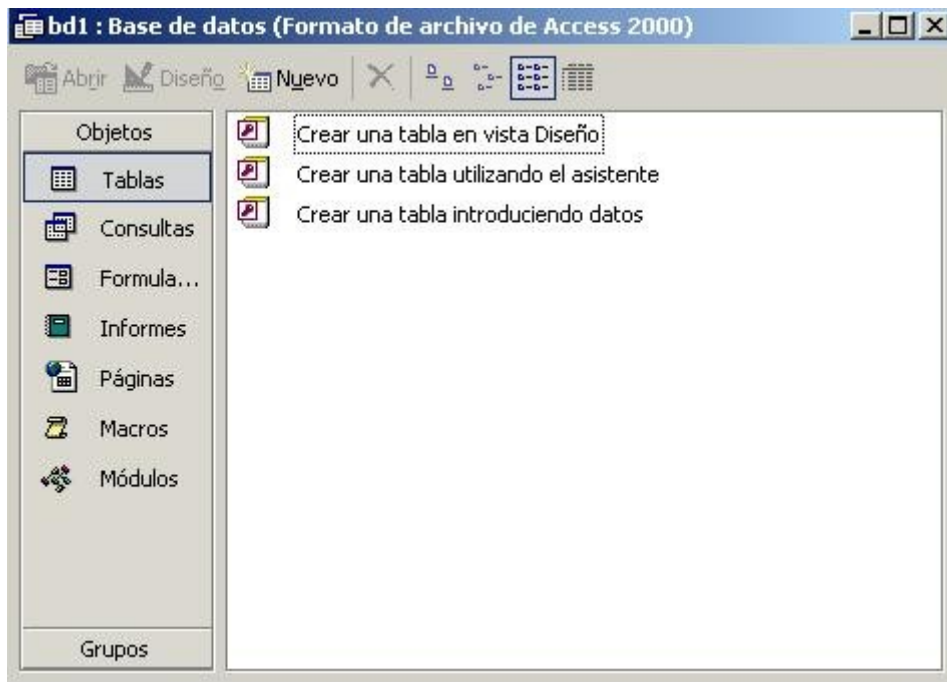 bd1 : Base de datos (Formato de archivo de Access 2000)
Abrir Diseño Nuevo
Objetos
Tablas
Consultas
Formula...
Informes
Páginas
Macros
Módulos
Grupos
Crear una tabla en vista Diseño
Crear una tabla utilizando el asistente
Crear una tabla introduciendo datos